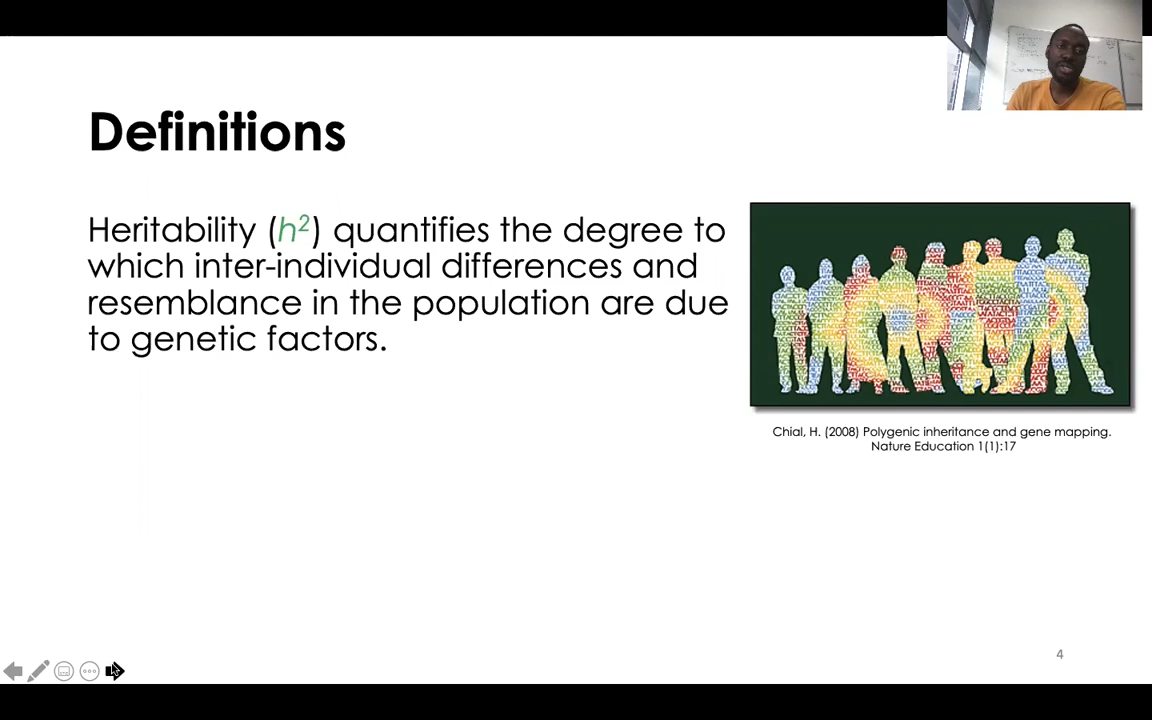 Definitions
Heritability (h²) quantifies the degree to
which inter-individual differences and
resemblance in the population are due
to genetic factors.
Chial, H. (2008) Polygenic inheritance and gene mapping.
Nature Education 1(1):17
4